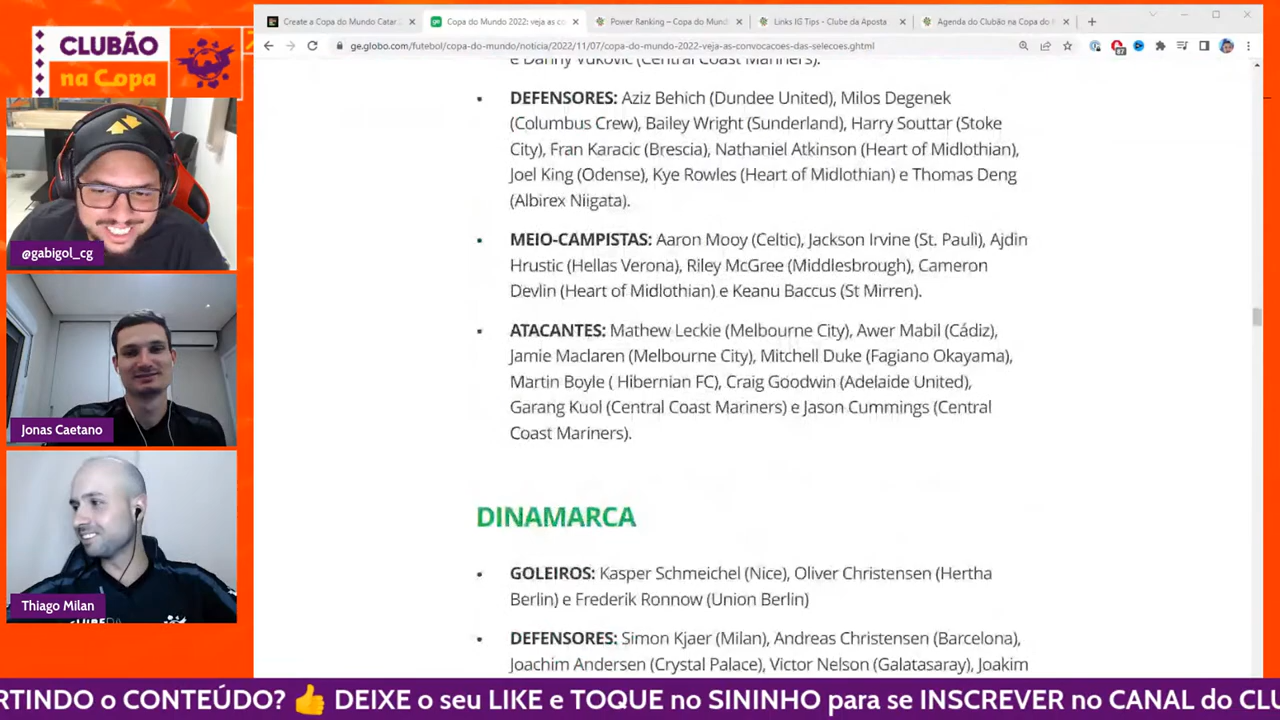 CLUBÃO
na Copa
Create a Copa do Mundo Catar
Copa do Mundo 2022: veja as co
Power Ranking – Copa do Mund
Links IG Tips - Clube da Aposta
Agenda do Clubão na Copa do
ge.globo.com/futebol/copa-do-mundo/noticia/2022/11/07/copa-do-mundo-2022-veja-as-convocacoes-das-selecoes.ghtml
e Danny Vukovic (Central Coast Mariners).
DEFENSORES: Aziz Behich (Dundee United), Milos Degenek
(Columbus Crew), Bailey Wright (Sunderland), Harry Souttar (Stoke
City), Fran Karacic (Brescia), Nathaniel Atkinson (Heart of Midlothian),
Joel King (Odense), Kye Rowles (Heart of Midlothian) e Thomas Deng
(Albirex Niigata).
MEIO-CAMPISTAS: Aaron Mooy (Celtic), Jackson Irvine (St. Pauli), Ajdin
Hrustic (Hellas Verona), Riley McGree (Middlesbrough), Cameron
Devlin (Heart of Midlothian) e Keanu Baccus (St Mirren).
ATACANTES: Mathew Leckie (Melbourne City), Awer Mabil (Cádiz),
Jamie Maclaren (Melbourne City), Mitchell Duke (Fagiano Okayama),
Martin Boyle ( Hibernian FC), Craig Goodwin (Adelaide United),
Garang Kuol (Central Coast Mariners) e Jason Cummings (Central
Coast Mariners).
DINAMARCA
GOLEIROS: Kasper Schmeichel (Nice), Oliver Christensen (Hertha
Berlin) e Frederik Ronnow (Union Berlin)
DEFENSORES: Simon Kjaer (Milan), Andreas Christensen (Barcelona),
Joachim Andersen (Crystal Palace), Victor Nelson (Galatasaray), Joakim
@gabigol_cg
Jonas Caetano
Thiago Milan
RTINDO o CONTEÚDO? 👍 DEIXE o seu LIKE e TOQUE no SININHO para se INSCREVER no CANAL do CLU